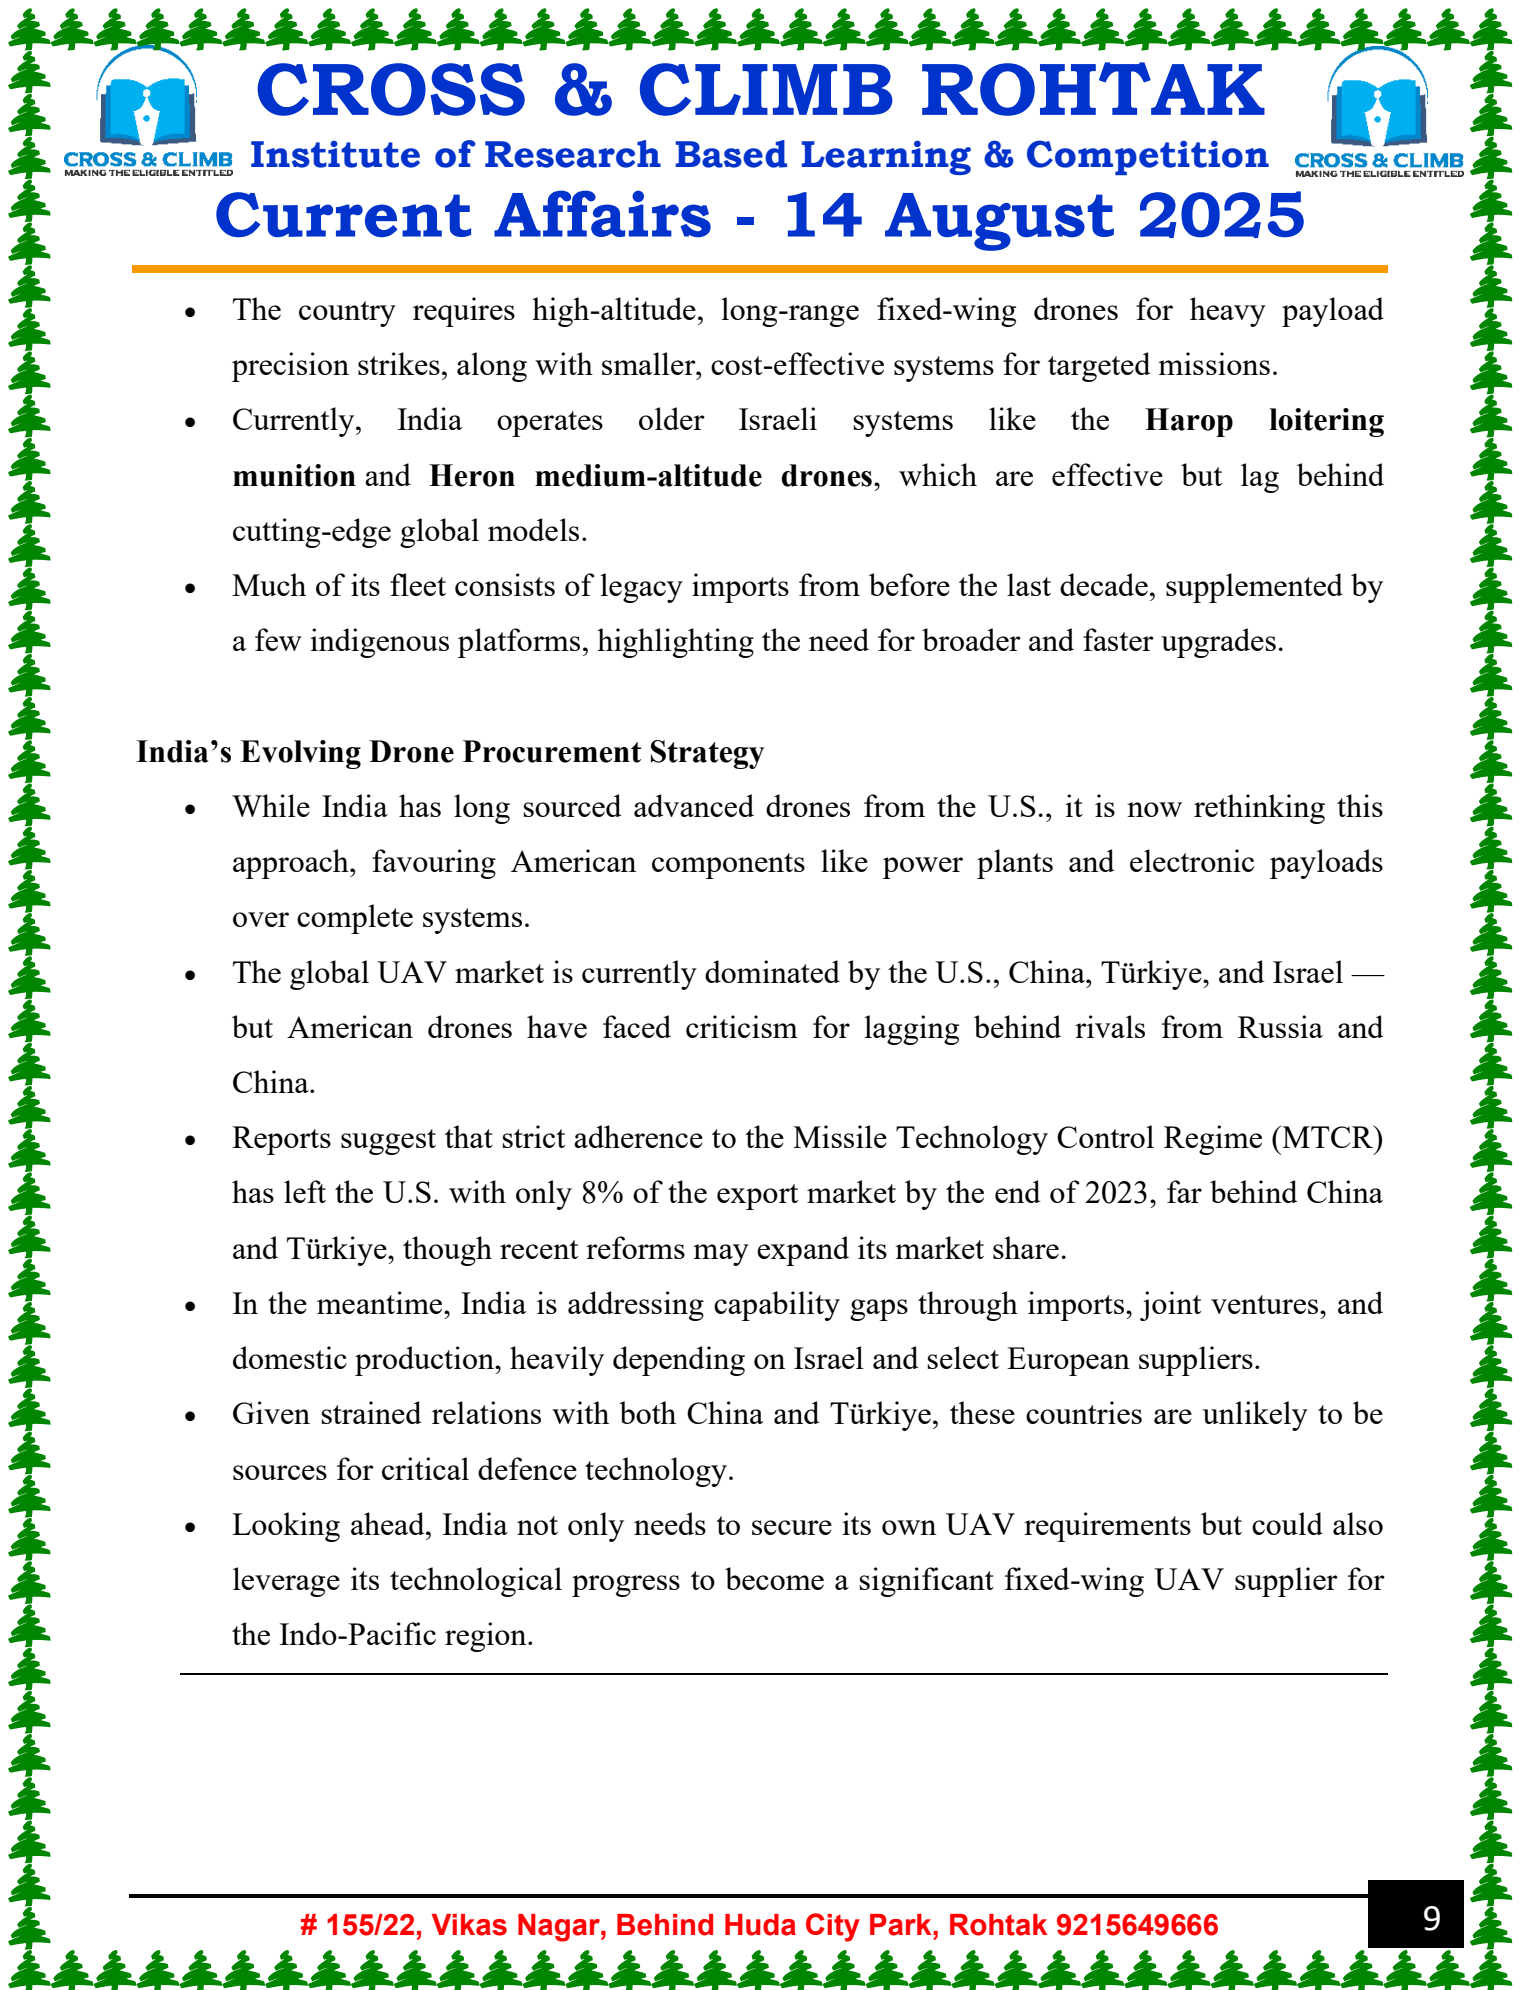 CROSS & CLIMB ROHTAK
CROSS & CLIMB
MAKING THE ELIGIBLE ENTITLED
Institute of Research Based Learning & Competition
CROSS & CLIMB
MAKING THE ELIGIBLE ENTITLED
Current Affairs - 14 August 2025
• The country requires high-altitude, long-range fixed-wing drones for heavy payload
precision strikes, along with smaller, cost-effective systems for targeted missions.
• Currently, India operates older Israeli systems like the Harop loitering
munition and Heron medium-altitude drones, which are effective but lag behind
cutting-edge global models.
• Much of its fleet consists of legacy imports from before the last decade, supplemented by
a few indigenous platforms, highlighting the need for broader and faster upgrades.
India’s Evolving Drone Procurement Strategy
• While India has long sourced advanced drones from the U.S., it is now rethinking this
approach, favouring American components like power plants and electronic payloads
over complete systems.
• The global UAV market is currently dominated by the U.S., China, Türkiye, and Israel —
but American drones have faced criticism for lagging behind rivals from Russia and
China.
• Reports suggest that strict adherence to the Missile Technology Control Regime (MTCR)
has left the U.S. with only 8% of the export market by the end of 2023, far behind China
and Türkiye, though recent reforms may expand its market share.
• In the meantime, India is addressing capability gaps through imports, joint ventures, and
domestic production, heavily depending on Israel and select European suppliers.
• Given strained relations with both China and Türkiye, these countries are unlikely to be
sources for critical defence technology.
• Looking ahead, India not only needs to secure its own UAV requirements but could also
leverage its technological progress to become a significant fixed-wing UAV supplier for
the Indo-Pacific region.
# 155/22, Vikas Nagar, Behind Huda City Park, Rohtak 9215649666
9